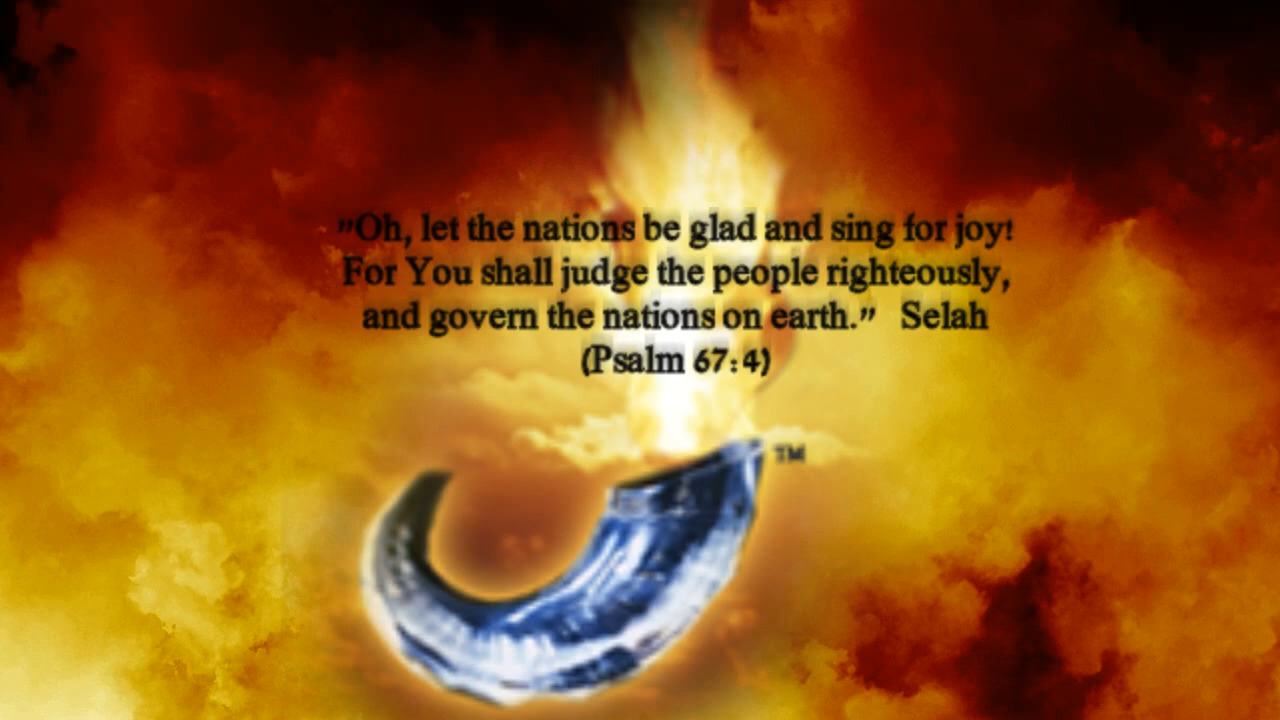 "Oh, let the nations be glad and sing for joy!
For You shall judge the people righteously,
and govern the nations on earth."  Selah
(Psalm 67:4)
TM